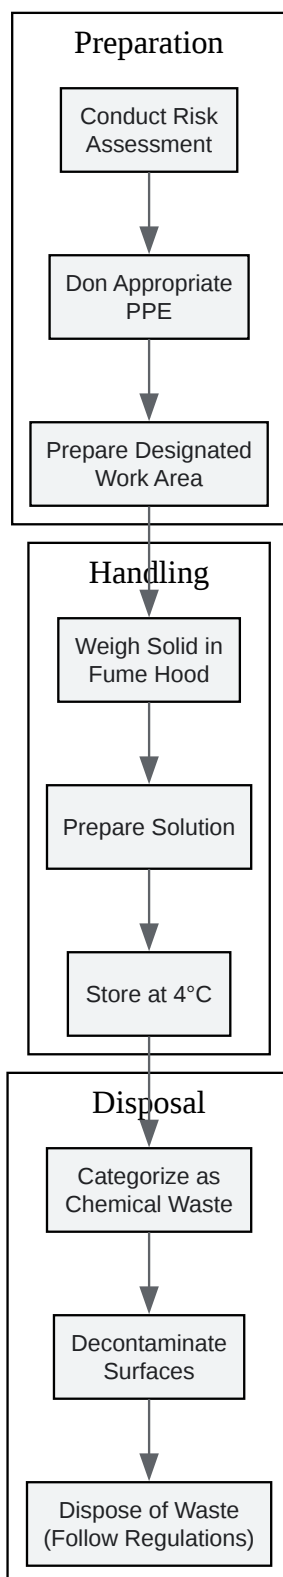 Preparation
Conduct Risk
Assessment
Don Appropriate
PPE
Prepare Designated
Work Area
Handling
Weigh Solid in
Fume Hood
Prepare Solution
Store at 4°C
Disposal
Categorize as
Chemical Waste
Decontaminate
Surfaces
Dispose of Waste
(Follow Regulations)